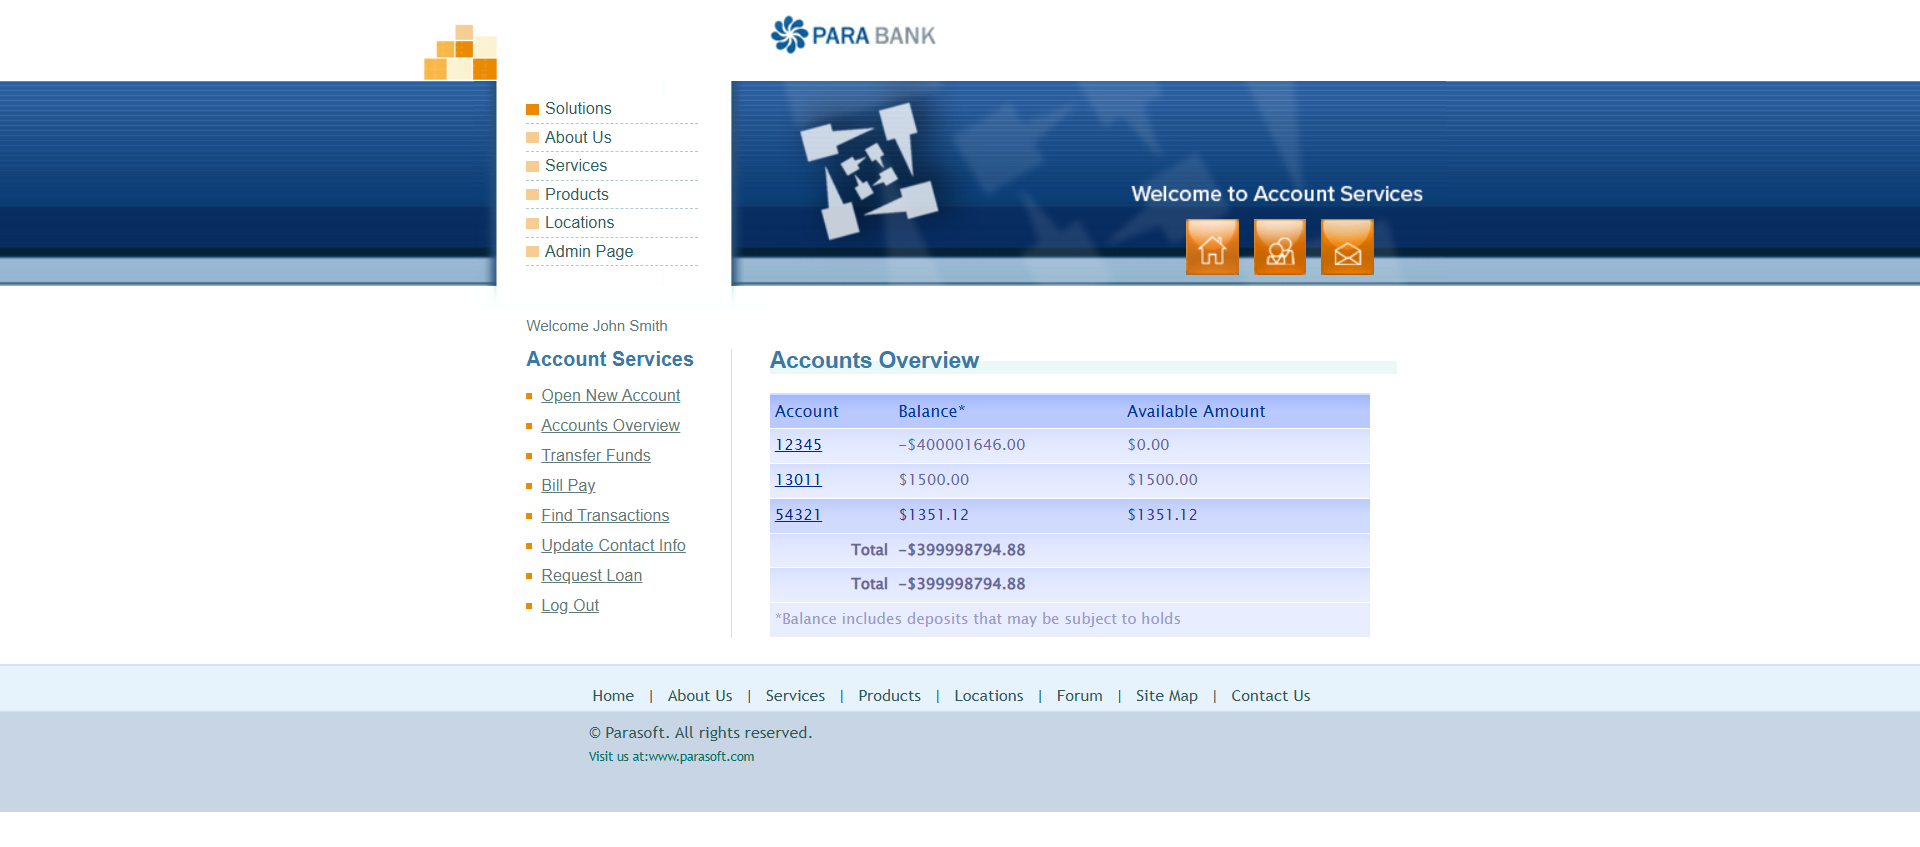 PARA BANK
Solutions
About Us
Services
Products
Locations
Admin Page
Welcome to Account Services
Welcome John Smith
Account Services
Open New Account
Accounts Overview
Transfer Funds
Bill Pay
Find Transactions
Update Contact Info
Request Loan
Log Out
Accounts Overview
Account Balance* Available Amount
12345 -$400001646.00 $0.00
13011 $1500.00 $1500.00
54321 $1351.12 $1351.12
Total -$399998794.88
Total -$399998794.88
*Balance includes deposits that may be subject to holds
Home | About Us | Services | Products | Locations | Forum | Site Map | Contact Us
© Parasoft. All rights reserved.
Visit us at:www.parasoft.com